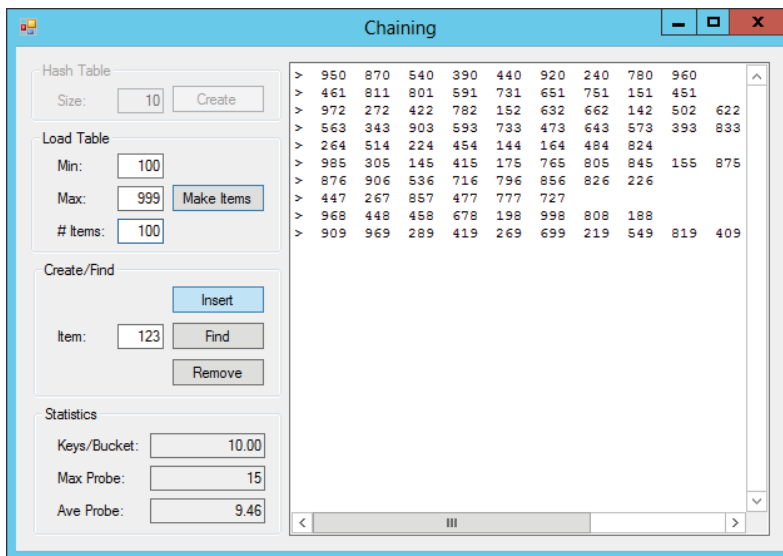 Chaining
Hash Table
Size: 10 Create
Load Table
Min: 100
Max: 999 Make Items
# Items: 100
Create/Find
Insert
Item: 123 Find
Remove
Statistics
Keys/Bucket: 10.00
Max Probe: 15
Ave Probe: 9.46
> 950 870 540 390 440 920 240 780 960
> 461 811 801 591 731 651 751 151 451
> 972 272 422 782 152 632 662 142 502 622
> 563 343 903 593 733 473 643 573 393 833
> 264 514 224 454 144 164 484 824
> 985 305 145 415 175 765 805 845 155 875
> 876 906 536 716 796 856 826 226
> 447 267 857 477 777 727
> 968 448 458 678 198 998 808 188
> 909 969 289 419 269 699 219 549 819 409